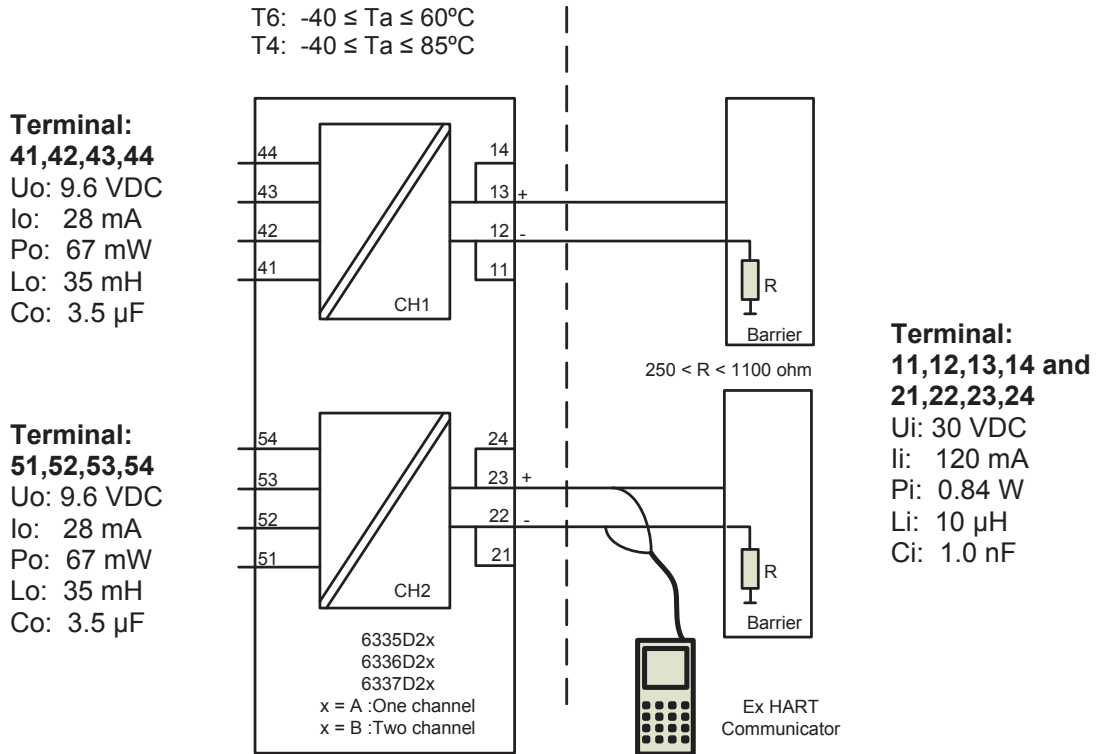 T6: -40 ≤ Ta ≤ 60ºC
T4: -40 ≤ Ta ≤ 85ºC
Terminal:
41,42,43,44
Uo: 9.6 VDC
Io: 28 mA
Po: 67 mW
Lo: 35 mH
Co: 3.5 µF
44
43
42
41
CH1
14
13 +
12 -
11
R
Barrier
250 < R < 1100 ohm
Terminal:
11,12,13,14 and
21,22,23,24
Ui: 30 VDC
Ii: 120 mA
Pi: 0.84 W
Li: 10 µH
Ci: 1.0 nF
Terminal:
51,52,53,54
Uo: 9.6 VDC
Io: 28 mA
Po: 67 mW
Lo: 35 mH
Co: 3.5 µF
54
53
52
51
CH2
24
23 +
22 -
21
R
Barrier
6335D2x
6336D2x
6337D2x
x = A :One channel
x = B :Two channel
Ex HART
Communicator